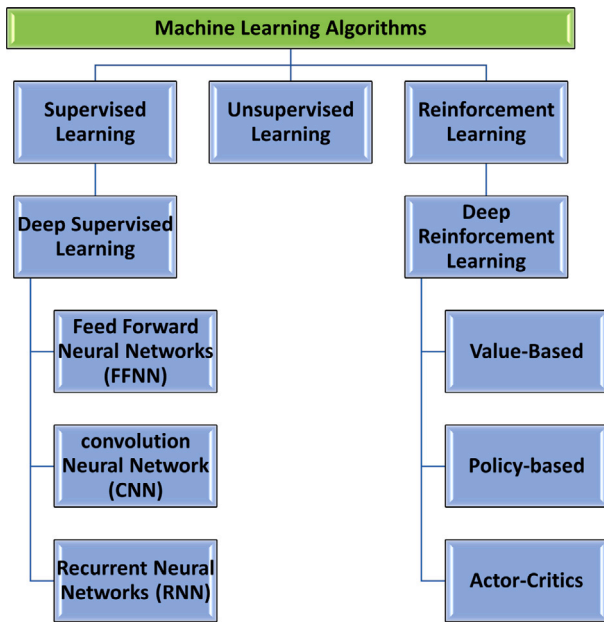 Machine Learning Algorithms
Supervised
Learning
Unsupervised
Learning
Reinforcement
Learning
Deep Supervised
Learning
Deep
Reinforcement
Learning
Feed Forward
Neural Networks
(FFNN)
Value-Based
convolution
Neural Network
(CNN)
Policy-based
Recurrent Neural
Networks (RNN)
Actor-Critics